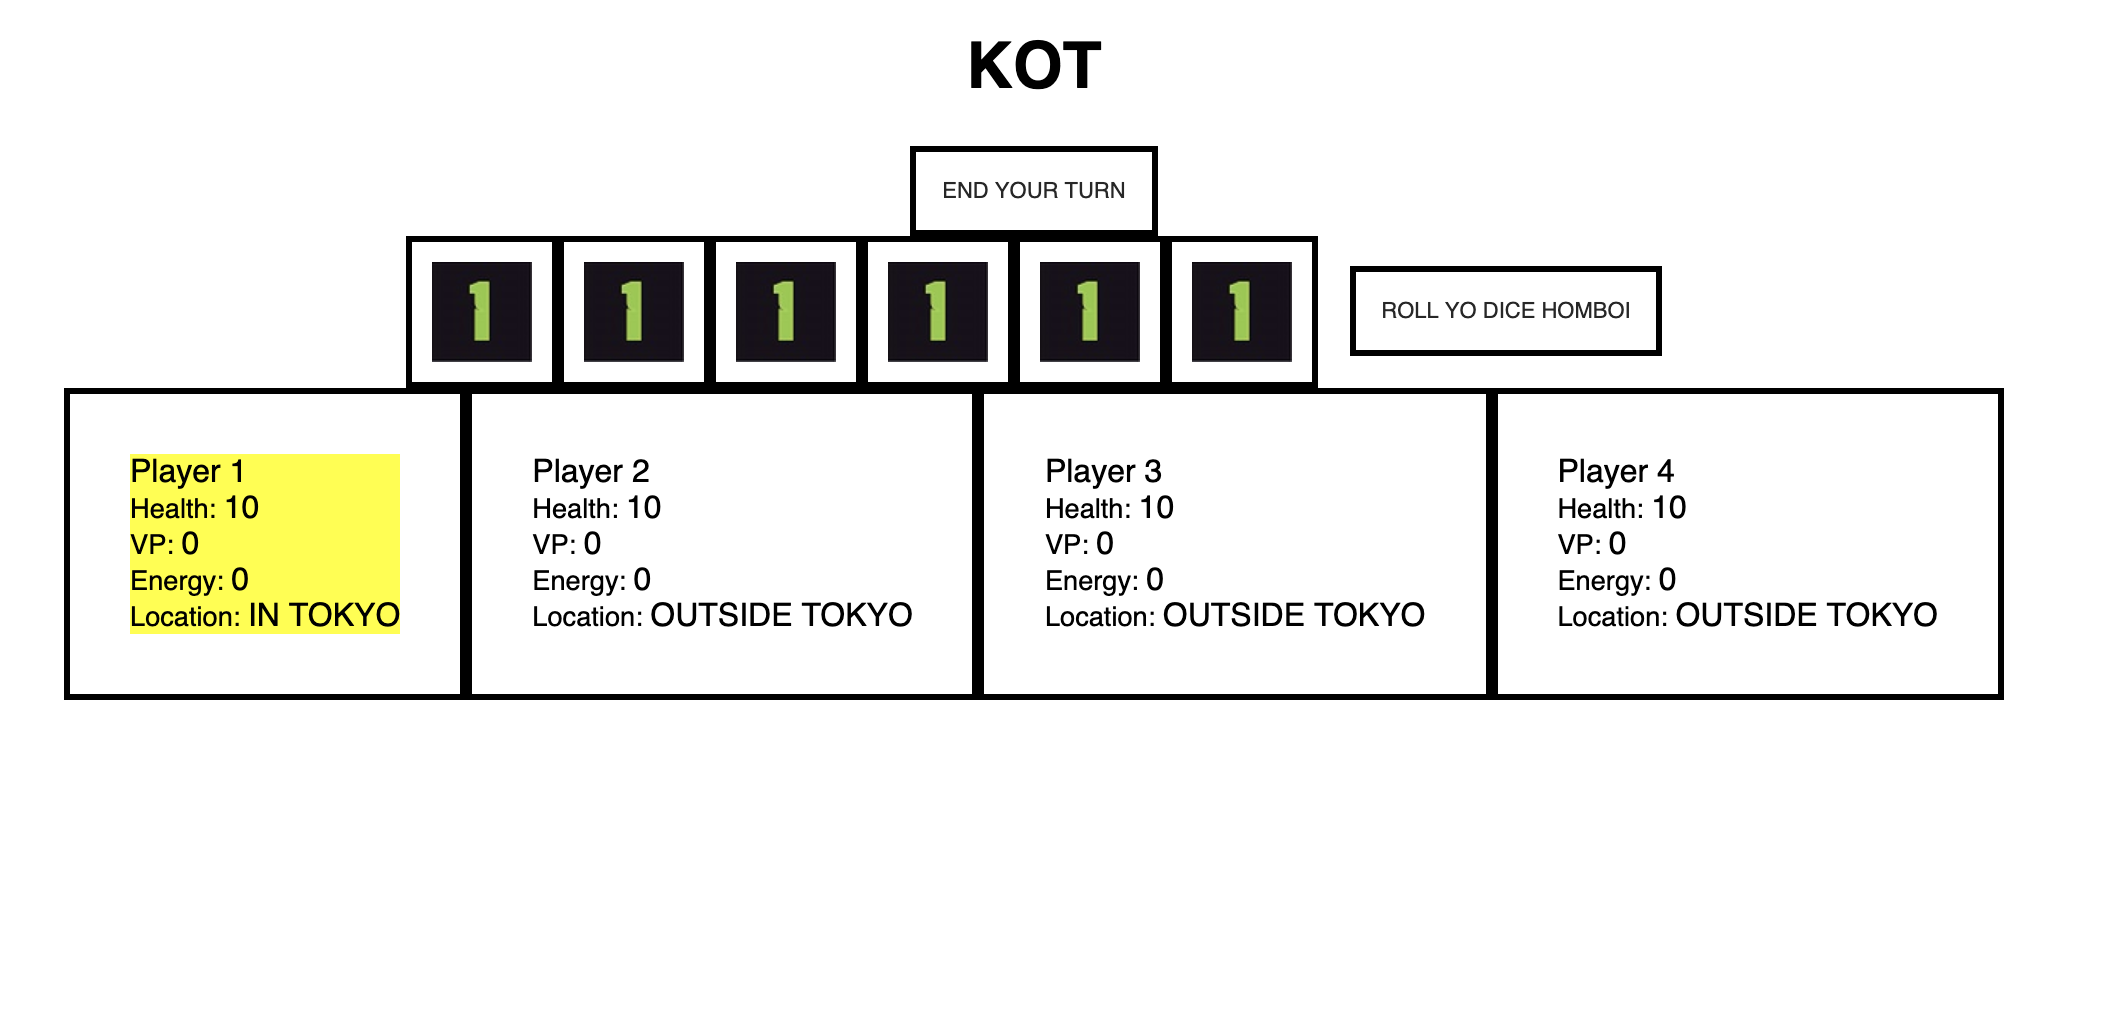 KOT
END YOUR TURN
1 1 1 1 1 1
ROLL YO DICE HOMBOI
Player 1
Health: 10
VP: 0
Energy: 0
Location: IN TOKYO
Player 2
Health: 10
VP: 0
Energy: 0
Location: OUTSIDE TOKYO
Player 3
Health: 10
VP: 0
Energy: 0
Location: OUTSIDE TOKYO
Player 4
Health: 10
VP: 0
Energy: 0
Location: OUTSIDE TOKYO